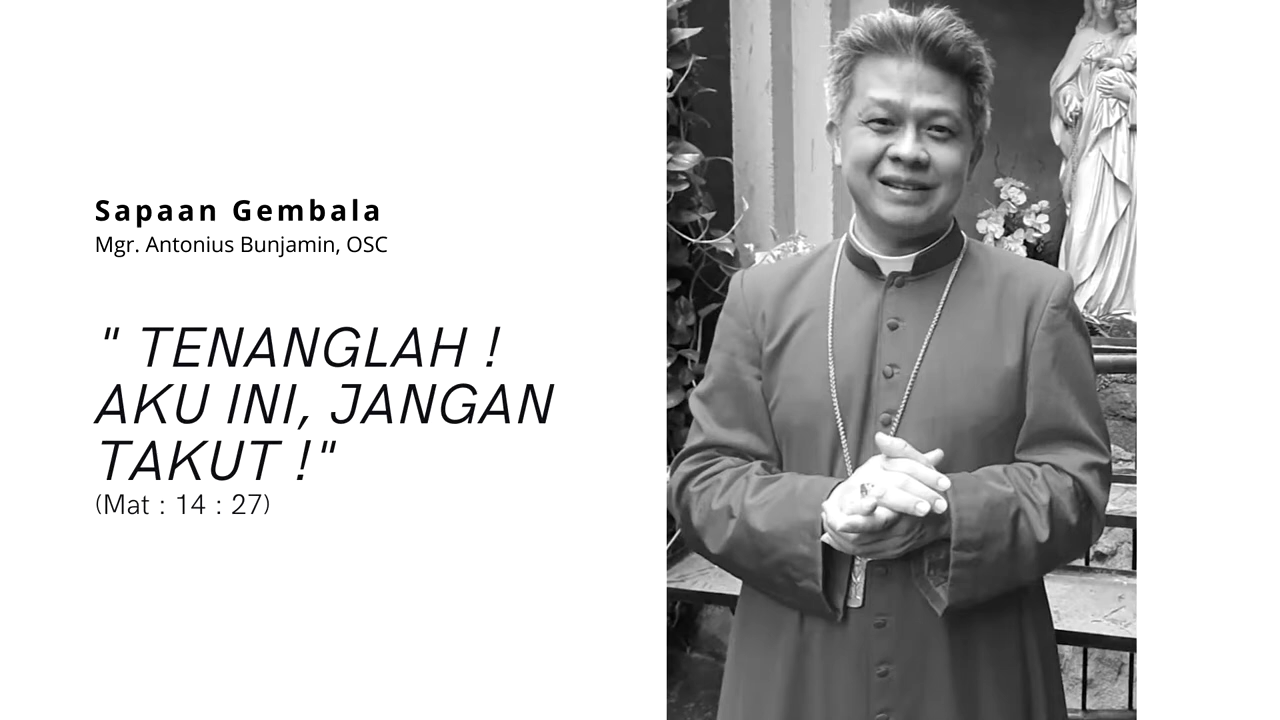 Sapaan Gembala
Mgr. Antonius Bunjamin, OSC
" TENANGLAH !
AKU INI, JANGAN
TAKUT !"
(Mat : 14 : 27)